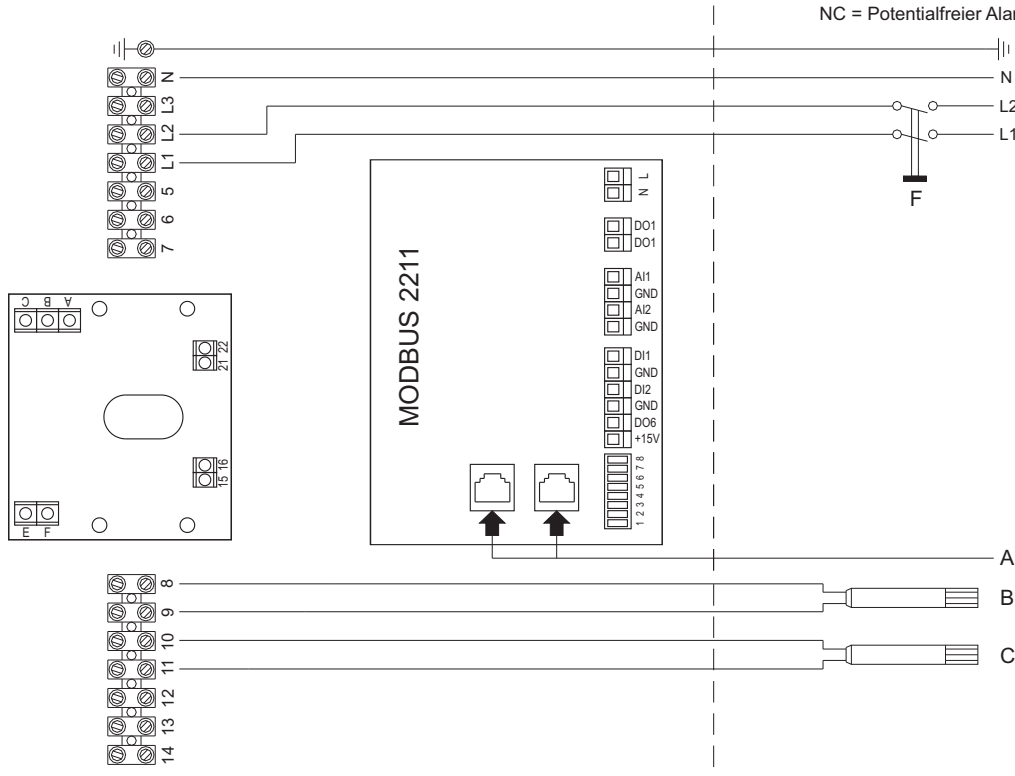 NC = Potentialfreier Alar
N
N
L3
L2
L2
L1
L1
5
6
7
F
MODBUS 2211
L
N
DO1
DO1
AI1
GND
AI2
GND
DI1
GND
DI2
GND
DO6
+15V
8
7
6
5
4
3
2
1
C B A
22
21
16
15
E F
A
8
9
B
10
11
C
12
13
14